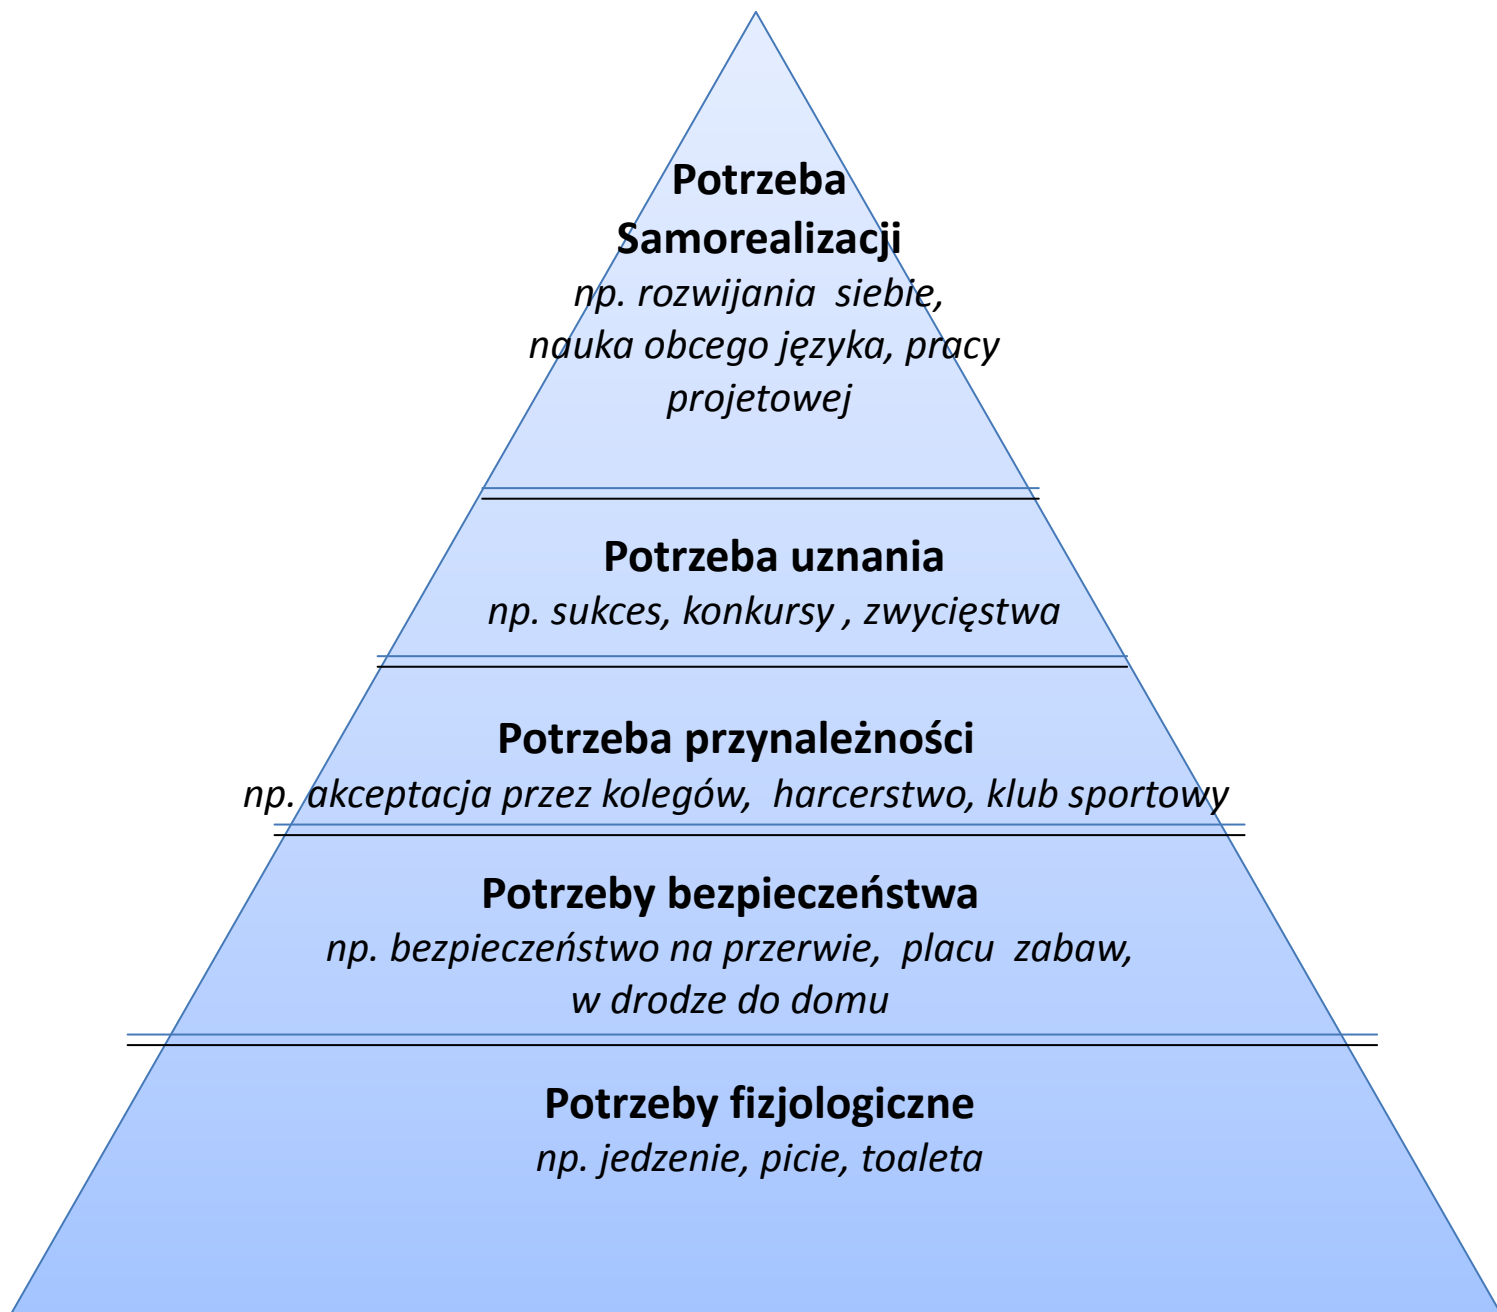 Potrzeba
Samorealizacji
np. rozwijania  siebie,
nauka obcego języka, pracy
projetowej
Potrzeba uznania
np. sukces, konkursy , zwycięstwa
Potrzeba przynależności
np. akceptacja przez kolegów,  harcerstwo, klub sportowy
Potrzeby bezpieczeństwa
np. bezpieczeństwo na przerwie,  placu  zabaw,
w drodze do domu
Potrzeby fizjologiczne
np. jedzenie, picie, toaleta